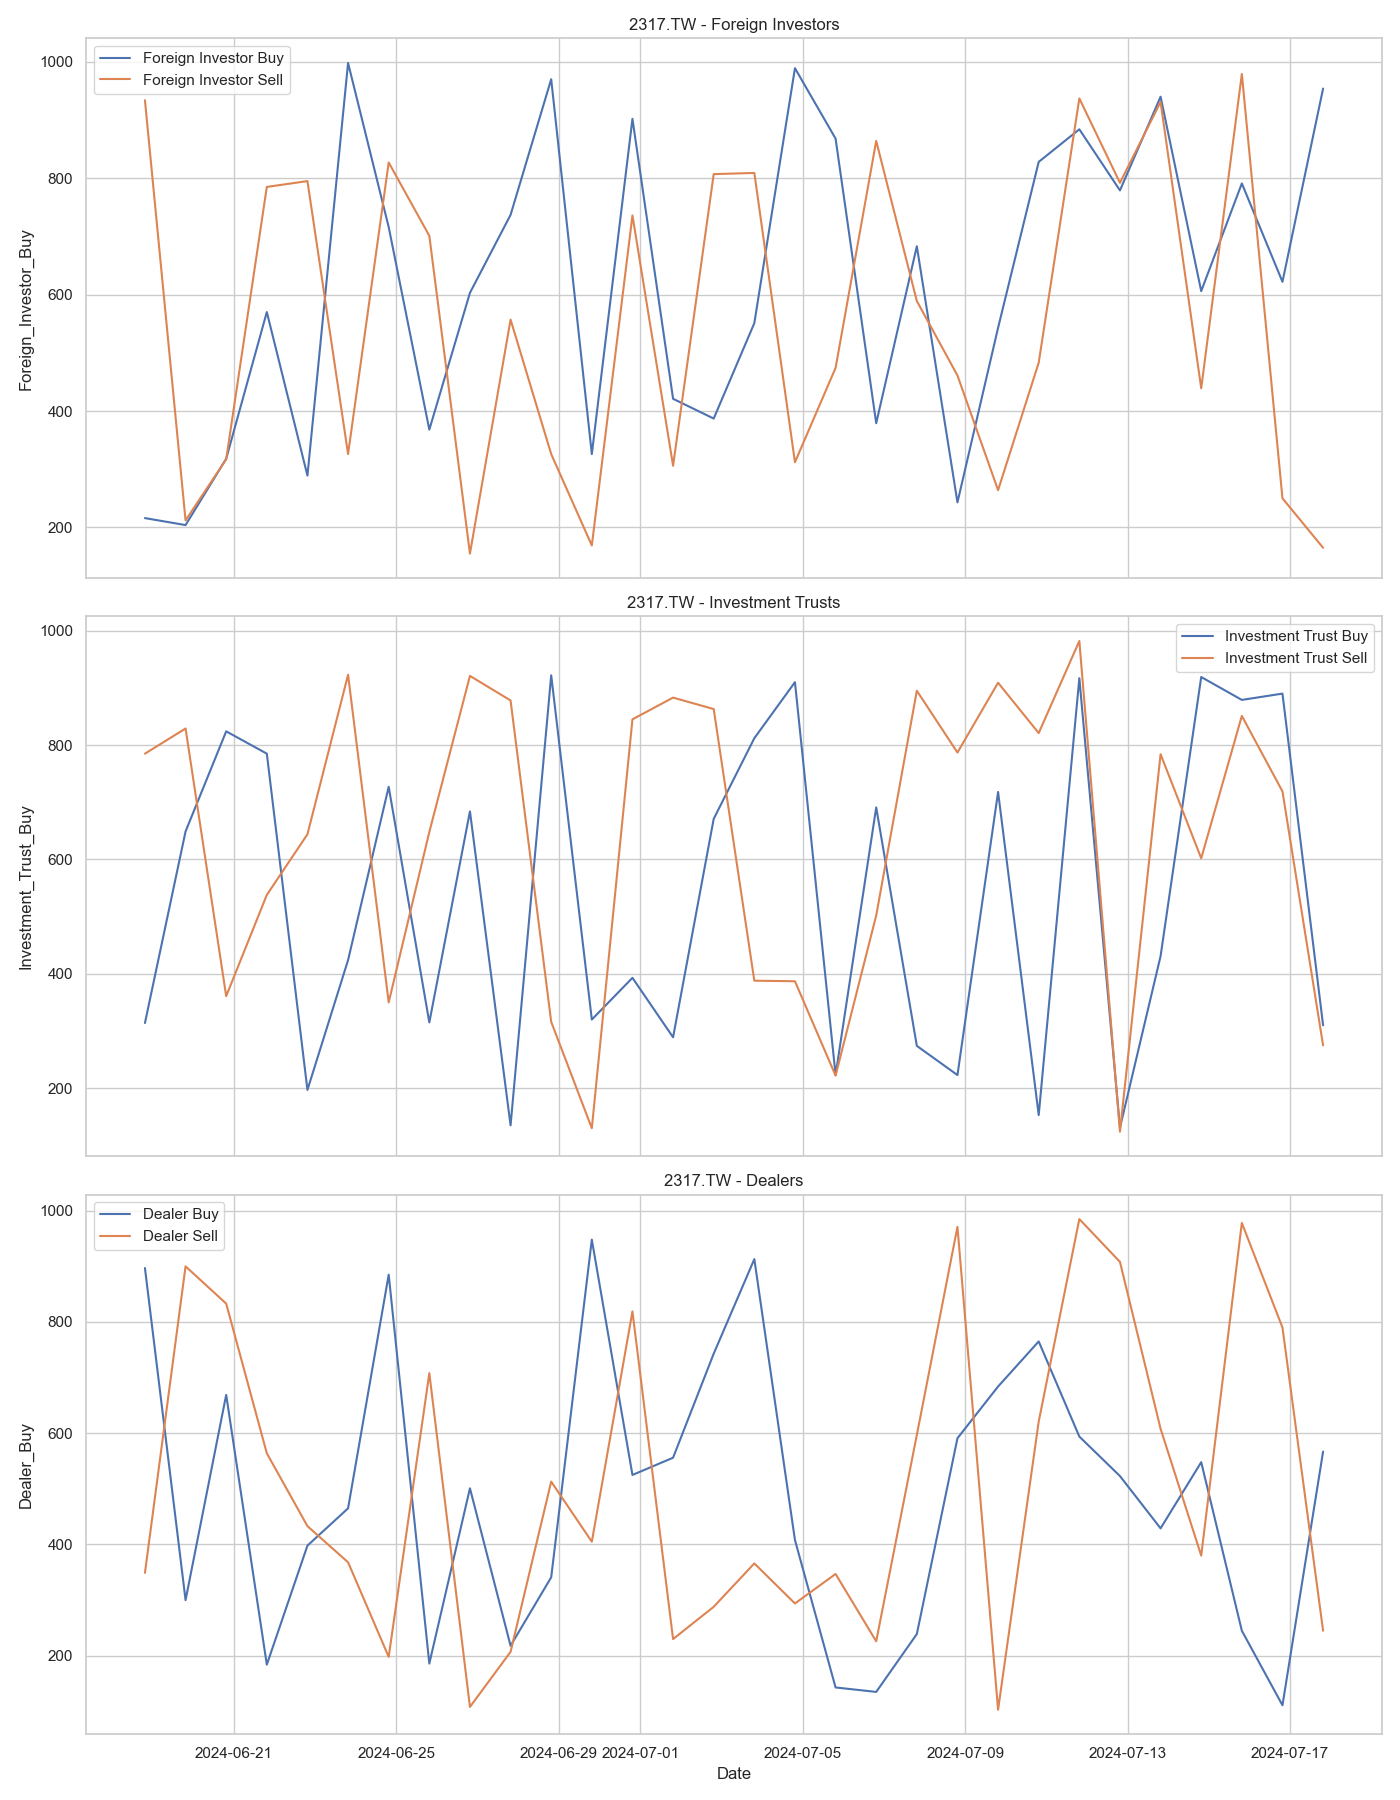 2317.TW - Foreign Investors
Foreign Investor Buy
Foreign Investor Sell
Foreign_Investor_Buy
1000
800
600
400
200
2317.TW - Investment Trusts
Investment Trust Buy
Investment Trust Sell
Investment_Trust_Buy
1000
800
600
400
200
2317.TW - Dealers
Dealer Buy
Dealer Sell
Dealer_Buy
1000
800
600
400
200
2024-06-21 2024-06-25 2024-06-29 2024-07-01 2024-07-05 2024-07-09 2024-07-13 2024-07-17
Date